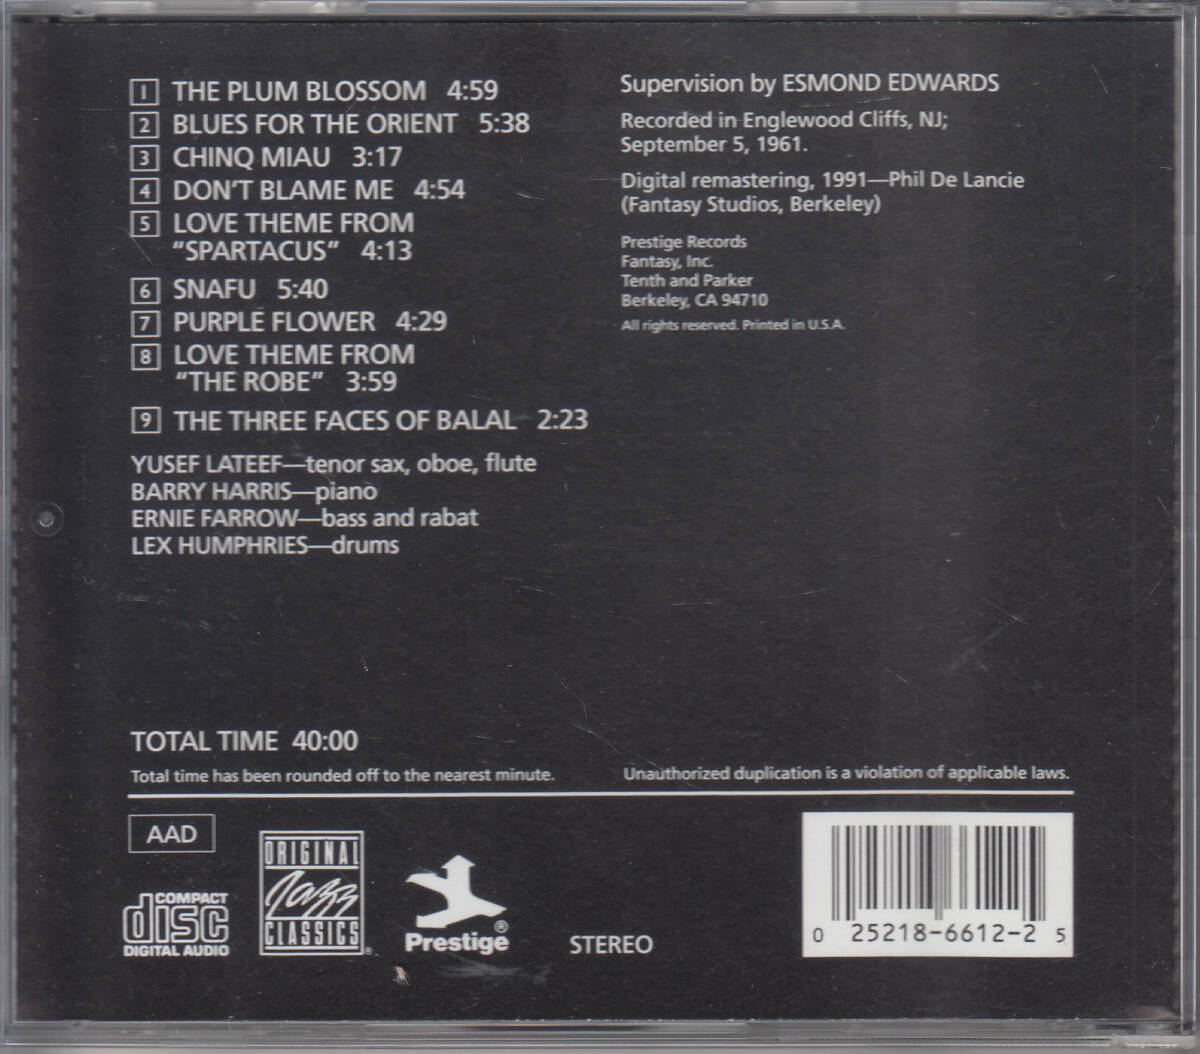 1 THE PLUM BLOSSOM 4:59
2 BLUES FOR THE ORIENT 5:38
3 CHINQ MIAU 3:17
4 DON'T BLAME ME 4:54
5 LOVE THEME FROM
"SPARTACUS" 4:13
6 SNAFU 5:40
7 PURPLE FLOWER 4:29
8 LOVE THEME FROM
"THE ROBE" 3:59
9 THE THREE FACES OF BALAL 2:23
YUSEF LATEEF—tenor sax, oboe, flute
BARRY HARRIS—piano
ERNIE FARROW—bass and rabat
LEX HUMPHRIES—drums
Supervision by ESMOND EDWARDS
Recorded in Englewood Cliffs, NJ;
September 5, 1961.
Digital remastering, 1991—Phil De Lancie
(Fantasy Studios, Berkeley)
Prestige Records
Fantasy, Inc.
Tenth and Parker
Berkeley, CA 94710
All rights reserved. Printed in U.S.A.
TOTAL TIME 40:00
Total time has been rounded off to the nearest minute.
Unauthorized duplication is a violation of applicable laws.
AAD
COMPACT
disc
DIGITAL AUDIO
ORIGINAL
Jazz
CLASSICS®
Prestige®
STEREO
0 25218-6612-2 5